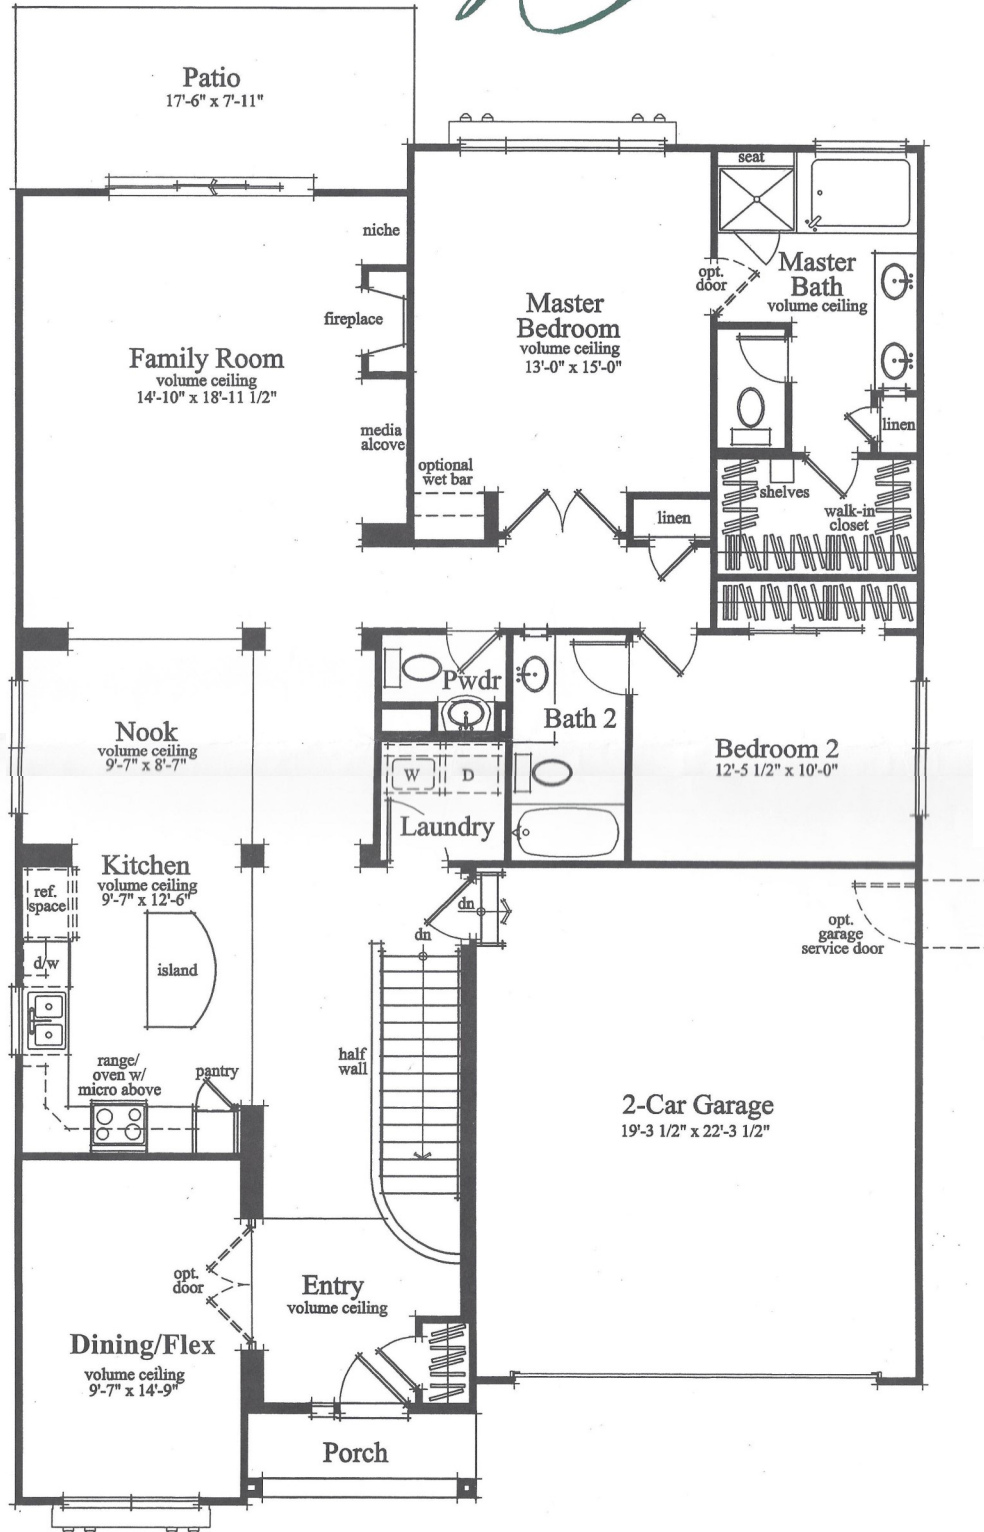 Patio
17'-6" x 7'-11"
seat
niche
opt.
door
Master
Bath
volume ceiling
Master
Bedroom
volume ceiling
13'-0" x 15'-0"
fireplace
Family Room
volume ceiling
14'-10" x 18'-11 1/2"
media
alcove
linen
optional
wet bar
shelves
linen
walk-in
closet
Pwdr
Bath 2
Nook
volume ceiling
9'-7" x 8'-7"
Bedroom 2
12'-5 1/2" x 10'-0"
W
D
Laundry
Kitchen
volume ceiling
9'-7" x 12'-6"
ref.
space
dn
dn
opt.
garage
service door
d/w
island
half
wall
range/
oven w/
micro above
pantry
2-Car Garage
19'-3 1/2" x 22'-3 1/2"
opt.
door
Entry
volume ceiling
Dining/Flex
volume ceiling
9'-7" x 14'-9"
Porch